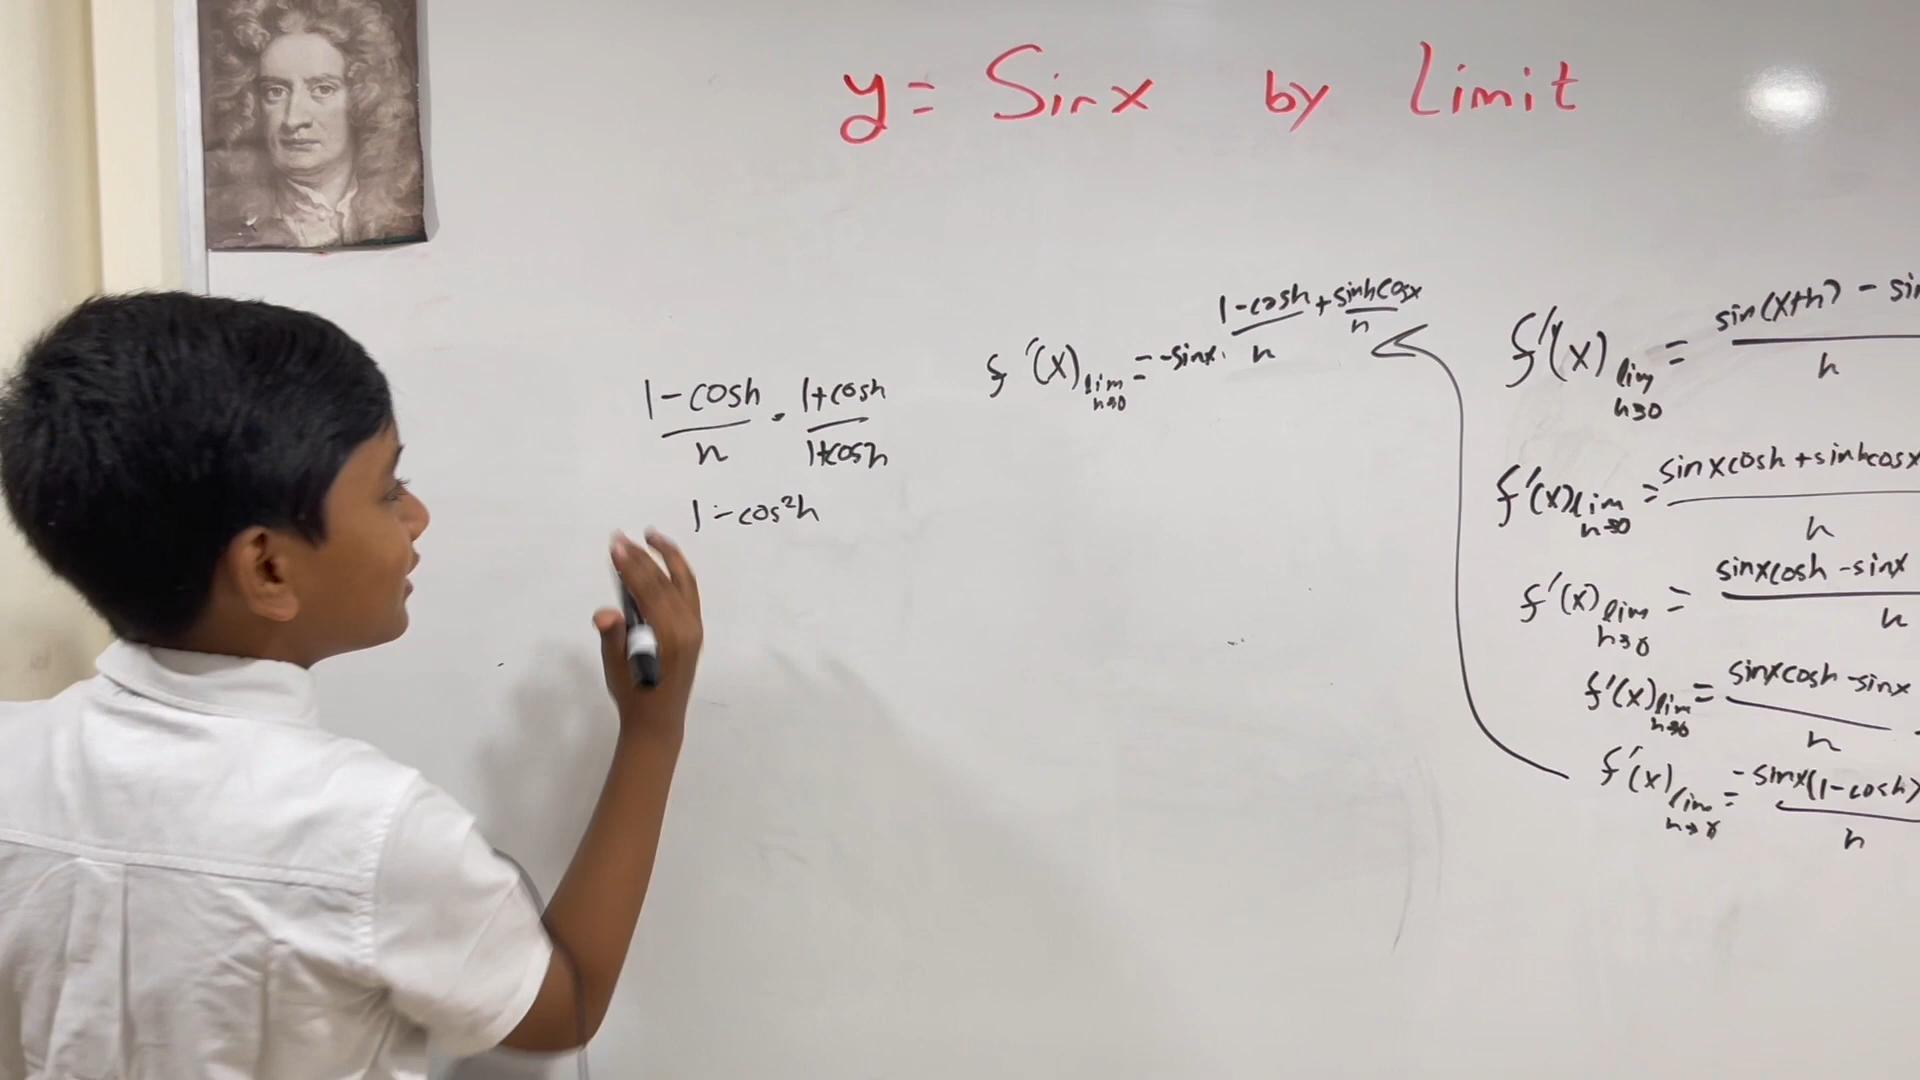 y = Sinx by Limit
1-cosh/h · 1+cosh/1+cosh
1-cos²h
f'(x) lim h→0 = -sinx · 1-cosh/h + sinhcosx/h
f'(x) lim h→0 = sin(x+h) - sin/h
f'(x) lim h→0 = sinxcosh + sinhcosx/h
f'(x) lim h→0 = sinxcosh - sinx/h
f'(x) lim h→0 = sinxcosh - sinx/h
f'(x) lim h→0 = -sinx(1-cosh)/h